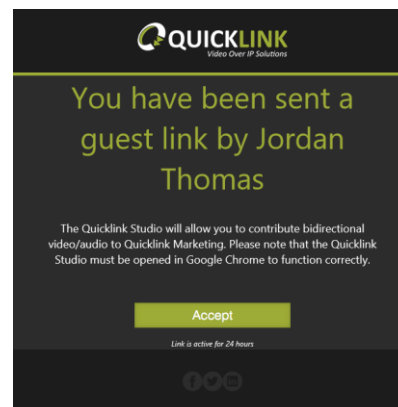 QUICKLINK
Video Over IP Solutions
You have been sent a
guest link by Jordan
Thomas
The Quicklink Studio will allow you to contribute bidirectional
video/audio to Quicklink Marketing. Please note that the Quicklink
Studio must be opened in Google Chrome to function correctly.
Accept
Link is active for 24 hours